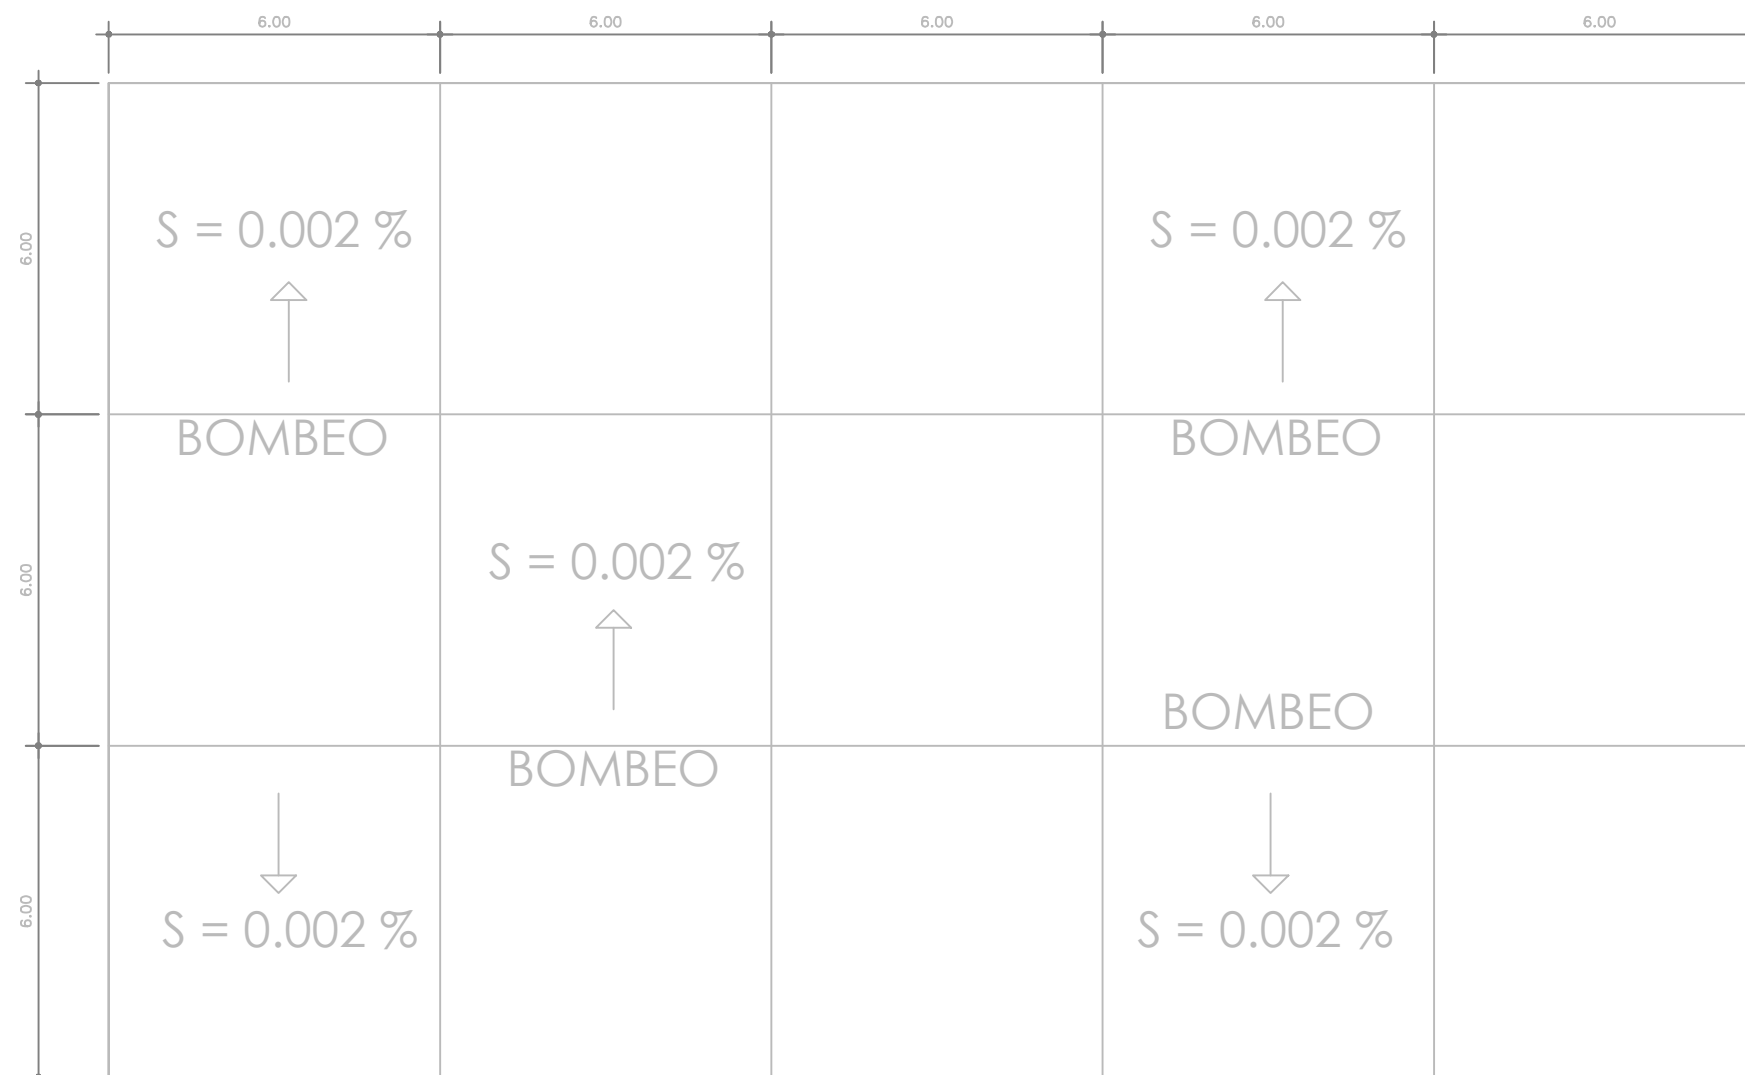 6.00 6.00 6.00 6.00 6.00
6.00
S = 0.002 % S = 0.002 %
BOMBEO BOMBEO
6.00
S = 0.002 %
BOMBEO
BOMBEO
6.00
S = 0.002 % S = 0.002 %